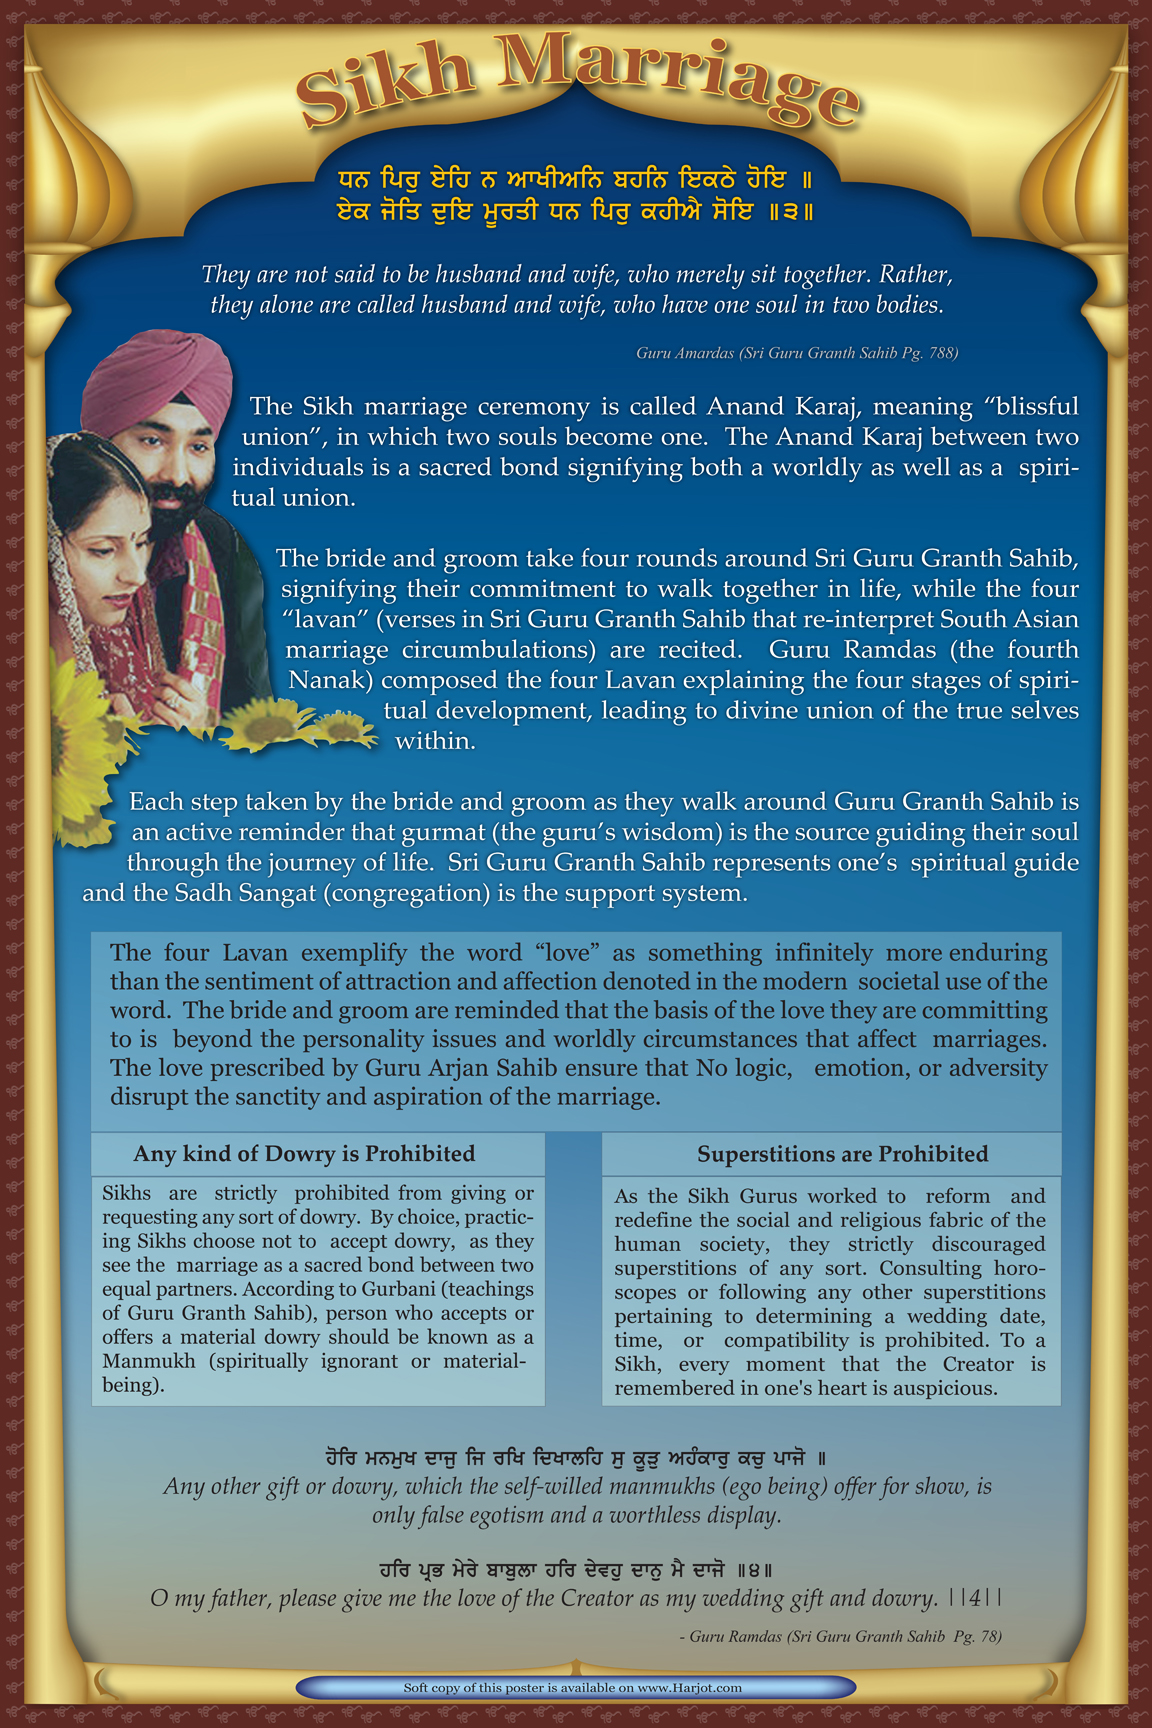 Sikh Marriage
ਧਨ ਪਿਰੁ ਏਹਿ ਨ ਆਖੀਅਨਿ ਬਹਨਿ ਇਕਠੇ ਹੋਇ ॥
ਏਕ ਜੋਤਿ ਦੁਇ ਮੂਰਤੀ ਧਨ ਪਿਰੁ ਕਹੀਐ ਸੋਇ ॥੩॥
They are not said to be husband and wife, who merely sit together. Rather,
they alone are called husband and wife, who have one soul in two bodies.
Guru Amardas (Sri Guru Granth Sahib Pg. 788)
The Sikh marriage ceremony is called Anand Karaj, meaning “blissful
union”, in which two souls become one. The Anand Karaj between two
individuals is a sacred bond signifying both a worldly as well as a spiri-
tual union.
The bride and groom take four rounds around Sri Guru Granth Sahib,
signifying their commitment to walk together in life, while the four
“lavan” (verses in Sri Guru Granth Sahib that re-interpret South Asian
marriage circumbulations) are recited. Guru Ramdas (the fourth
Nanak) composed the four Lavan explaining the four stages of spiri-
tual development, leading to divine union of the true selves
within.
Each step taken by the bride and groom as they walk around Guru Granth Sahib is
an active reminder that gurmat (the guru’s wisdom) is the source guiding their soul
through the journey of life. Sri Guru Granth Sahib represents one’s spiritual guide
and the Sadh Sangat (congregation) is the support system.
The four Lavan exemplify the word “love” as something infinitely more enduring
than the sentiment of attraction and affection denoted in the modern societal use of the
word. The bride and groom are reminded that the basis of the love they are committing
to is beyond the personality issues and worldly circumstances that affect marriages.
The love prescribed by Guru Arjan Sahib ensure that No logic, emotion, or adversity
disrupt the sanctity and aspiration of the marriage.
Any kind of Dowry is Prohibited
Sikhs are strictly prohibited from giving or
requesting any sort of dowry. By choice, practic-
ing Sikhs choose not to accept dowry, as they
see the marriage as a sacred bond between two
equal partners. According to Gurbani (teachings
of Guru Granth Sahib), person who accepts or
offers a material dowry should be known as a
Manmukh (spiritually ignorant or material-
being).
Superstitions are Prohibited
As the Sikh Gurus worked to reform and
redefine the social and religious fabric of the
human society, they strictly discouraged
superstitions of any sort. Consulting horo-
scopes or following any other superstitions
pertaining to determining a wedding date,
time, or compatibility is prohibited. To a
Sikh, every moment that the Creator is
remembered in one's heart is auspicious.
ਹੋਰਿ ਮਨਮੁਖ ਦਾਜੁ ਜਿ ਰਖਿ ਦਿਖਾਲਹਿ ਸੁ ਕੂੜੁ ਅਹੰਕਾਰੁ ਕਚੁ ਪਾਜੋ ॥
Any other gift or dowry, which the self-willed manmukhs (ego being) offer for show, is
only false egotism and a worthless display.
ਹਰਿ ਪ੍ਰਭ ਮੇਰੇ ਬਾਬੁਲਾ ਹਰਿ ਦੇਵਹੁ ਦਾਨੁ ਮੈ ਦਾਜੋ ॥੪॥
O my father, please give me the love of the Creator as my wedding gift and dowry. ||4||
- Guru Ramdas (Sri Guru Granth Sahib Pg. 78)
Soft copy of this poster is available on www.Harjot.com